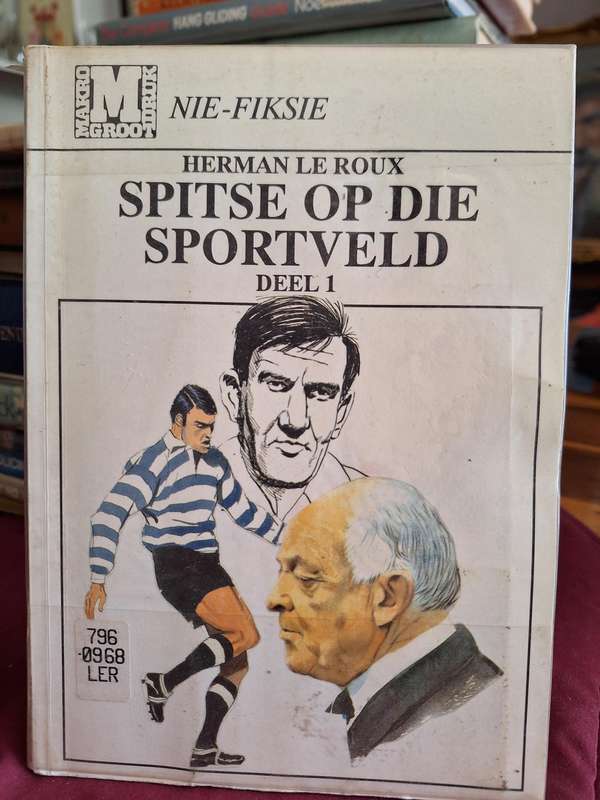 HANG GLIDING
MAKRO
M
DRUK
GROOT
NIE-FIKSIE
HERMAN LE ROUX
SPITSE OP DIE
SPORTVELD
DEEL 1
796
·0968
LER